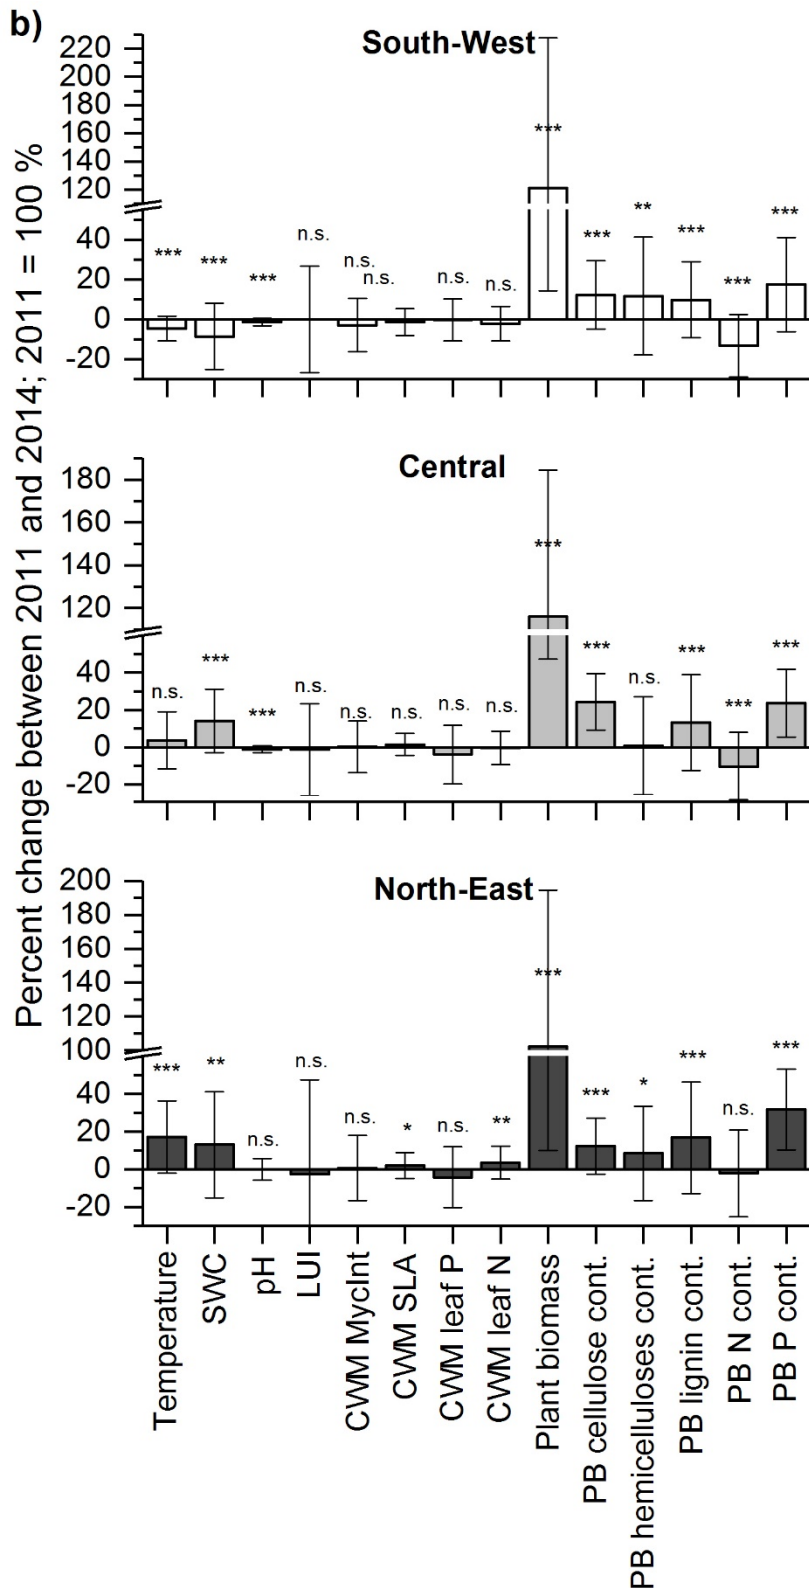 b)
Percent change between 2011 and 2014; 2011 = 100 %
South-West
220
200
180
160
140
120
40
20
0
-20
*** *** *** n.s. n.s. n.s. n.s. n.s. *** *** ** *** *** ***
Central
180
160
140
120
40
20
0
-20
n.s. *** *** n.s. n.s. n.s. n.s. n.s. *** *** n.s. *** *** ***
North-East
200
180
160
140
120
100
40
20
0
-20
*** ** n.s. n.s. n.s. * n.s. ** *** *** * *** n.s. ***
Temperature
SWC
pH
LUI
CWM MycInt
CWM SLA
CWM leaf P
CWM leaf N
Plant biomass
PB cellulose cont.
PB hemicelluloses cont.
PB lignin cont.
PB N cont.
PB P cont.